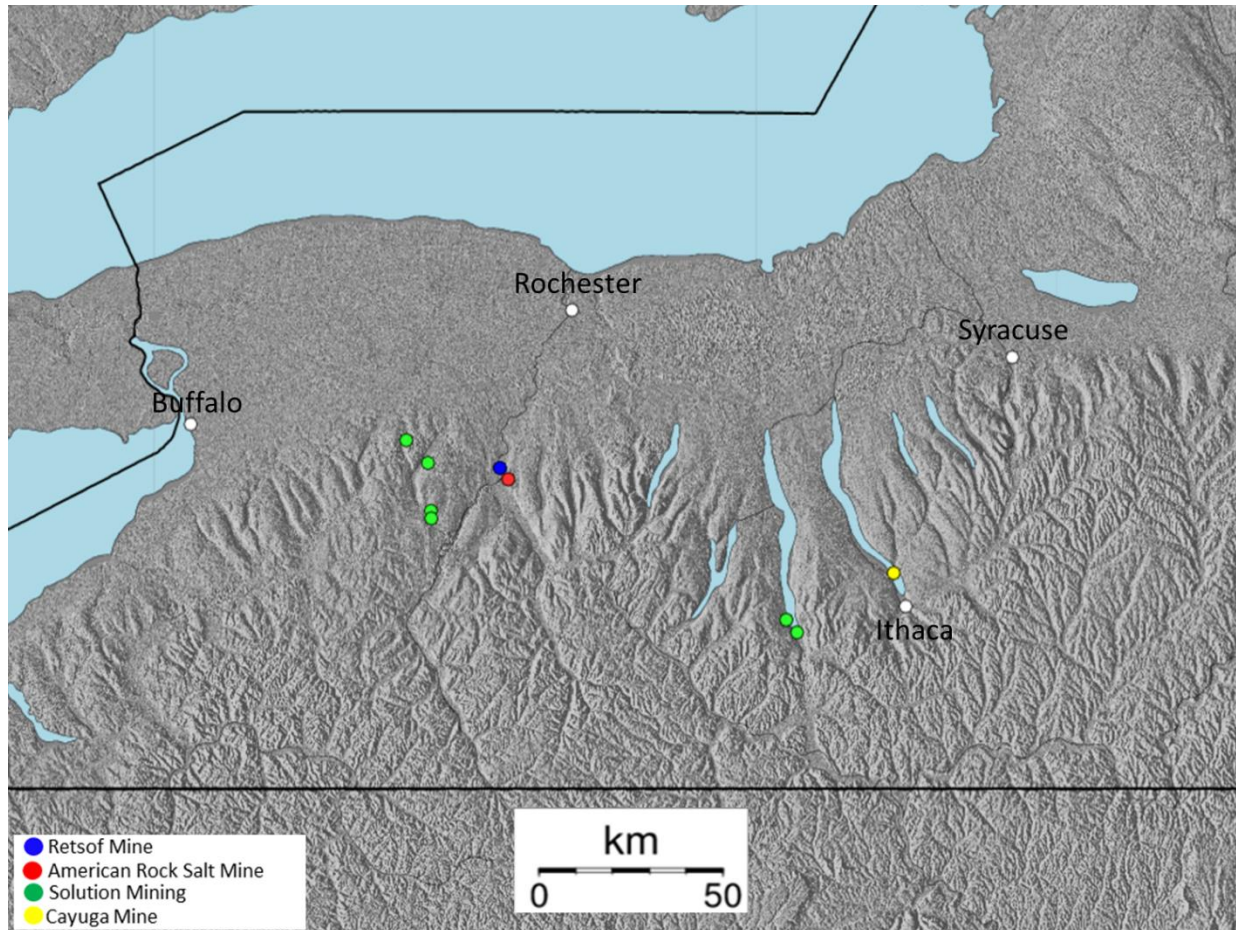 Rochester
Syracuse
Buffalo
Ithaca
km
0 50
Retsof Mine
American Rock Salt Mine
Solution Mining
Cayuga Mine